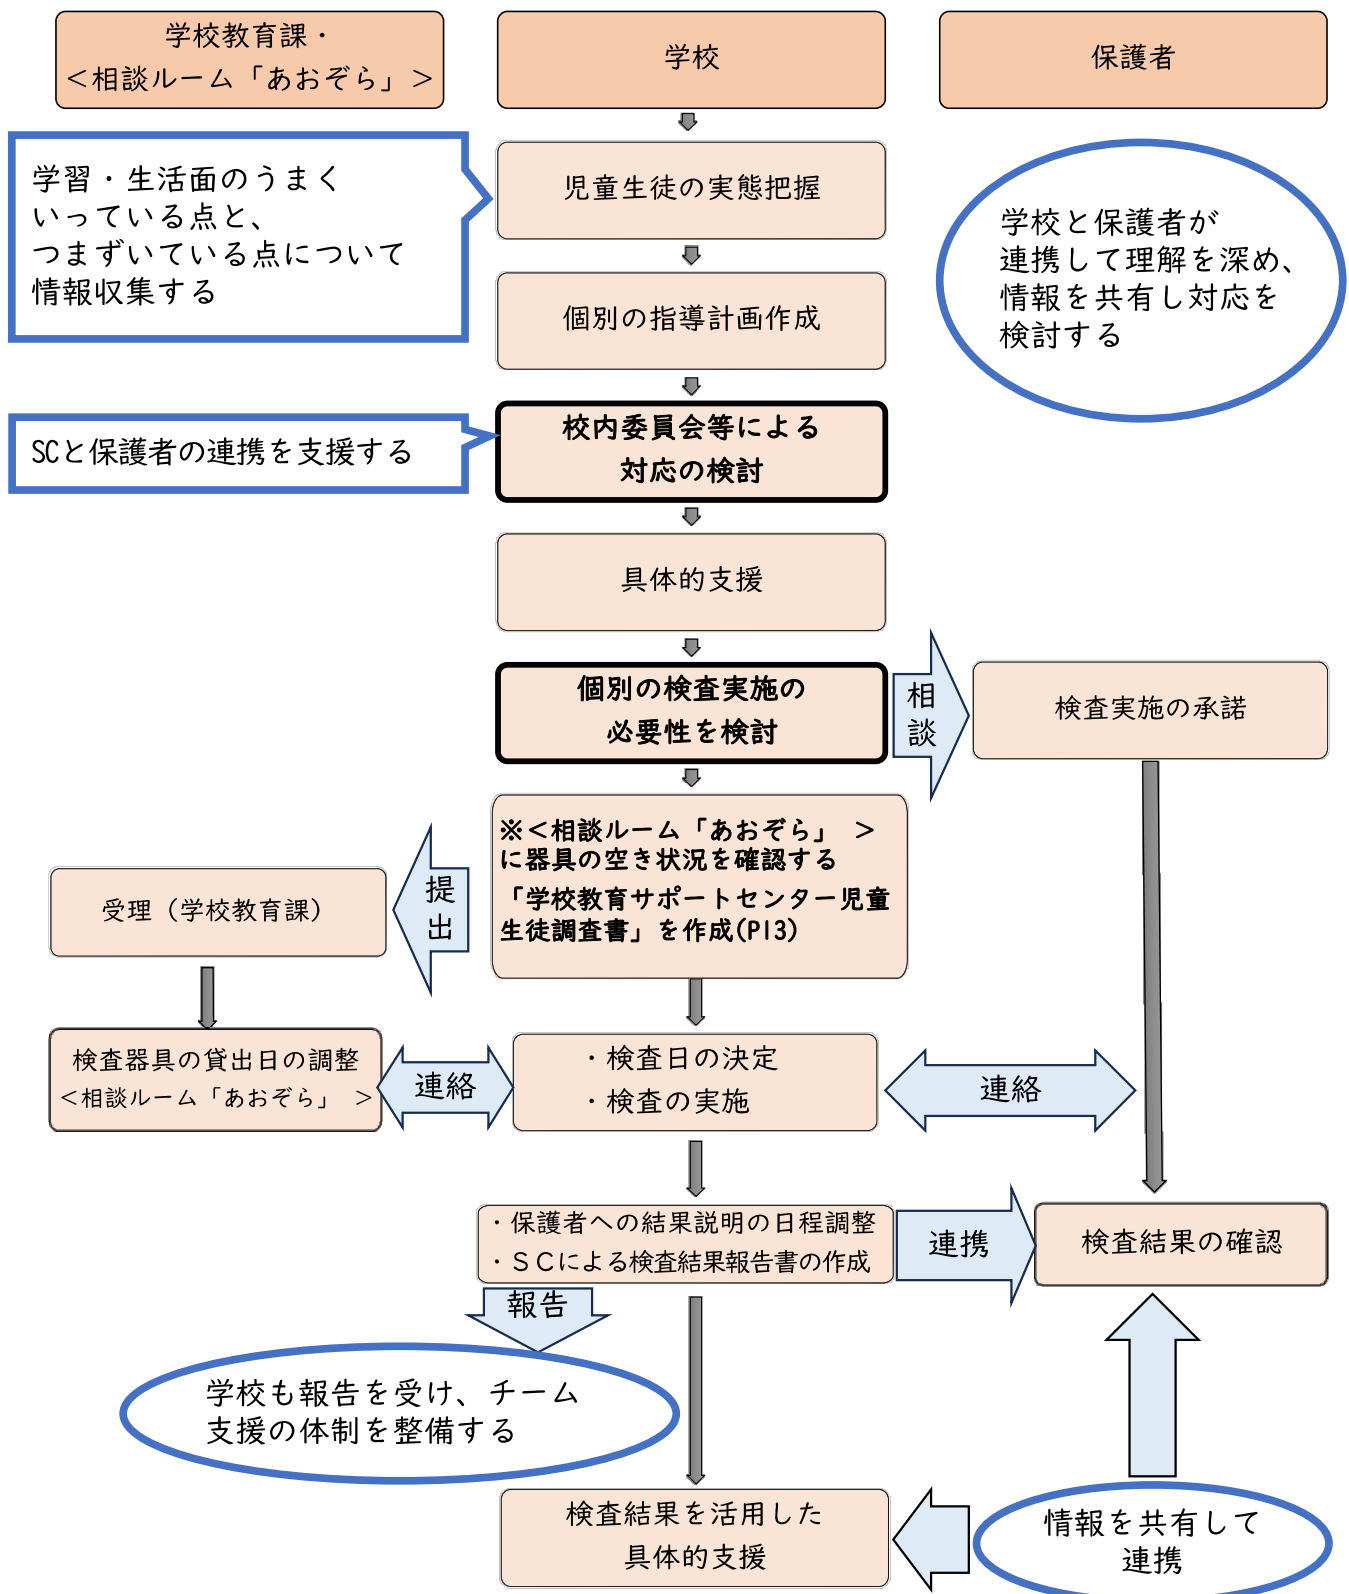 学校教育課・
<相談ルーム「あおぞら」>
学校
保護者
児童生徒の実態把握
学習・生活面のうまく
いっている点と、
つまずいている点について
情報収集する
学校と保護者が
連携して理解を深め、
情報を共有し対応を
検討する
個別の指導計画作成
校内委員会等による
対応の検討
SCと保護者の連携を支援する
具体的支援
個別の検査実施の
必要性を検討
相
談
検査実施の承諾
※<相談ルーム「あおぞら」 >
に器具の空き状況を確認する
「学校教育サポートセンター児童
生徒調査書」を作成(P13)
提
出
受理（学校教育課）
検査器具の貸出日の調整
<相談ルーム「あおぞら」 >
連絡
・検査日の決定
・検査の実施
連絡
・保護者への結果説明の日程調整
・ＳＣによる検査結果報告書の作成
連携
検査結果の確認
報告
学校も報告を受け、チーム
支援の体制を整備する
検査結果を活用した
具体的支援
情報を共有して
連携